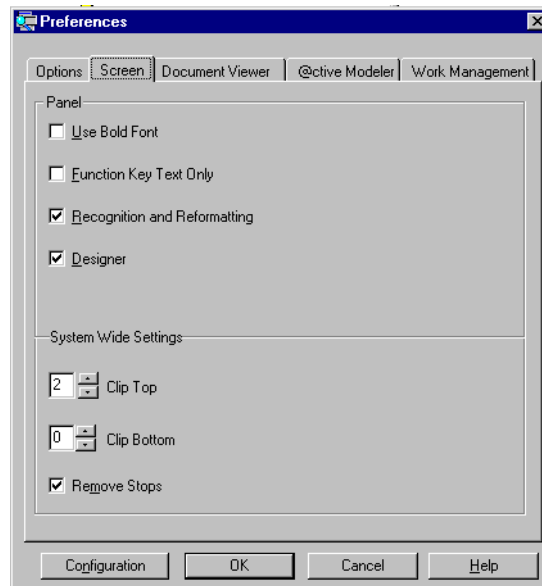 Preferences
Options Screen Document Viewer @ctive Modeler Work Management
Panel
Use Bold Font
Function Key Text Only
Recognition and Reformatting
Designer
System Wide Settings
2 Clip Top
0 Clip Bottom
Remove Stops
Configuration OK Cancel Help